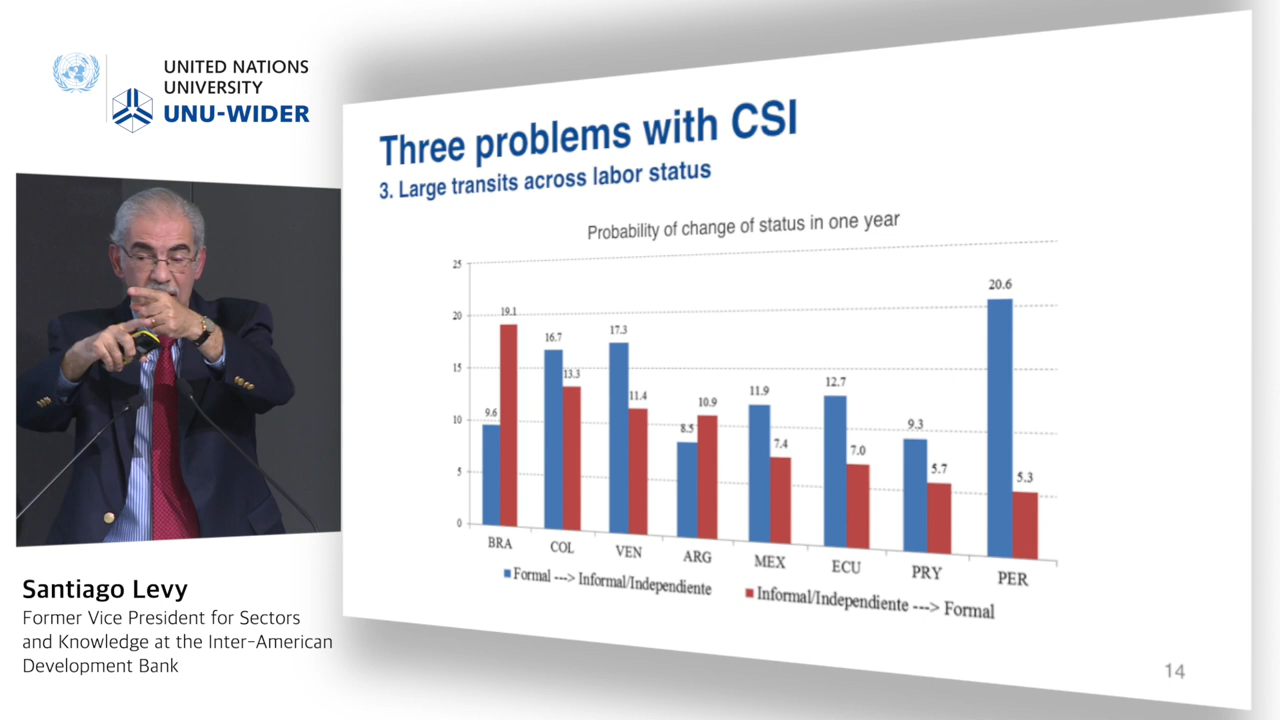 UNITED NATIONS
UNIVERSITY
UNU-WIDER
Three problems with CSI
3. Large transits across labor status
Probability of change of status in one year
25
20
15
10
5
0
9.6
19.1
16.7
13.3
17.3
11.4
8.5
10.9
11.9
7.4
12.7
7.0
9.3
5.7
20.6
5.3
BRA
COL
VEN
ARG
MEX
ECU
PRY
PER
Formal ---> Informal/Independiente
Informal/Independiente ---> Formal
14
Santiago Levy
Former Vice President for Sectors
and Knowledge at the Inter-American
Development Bank